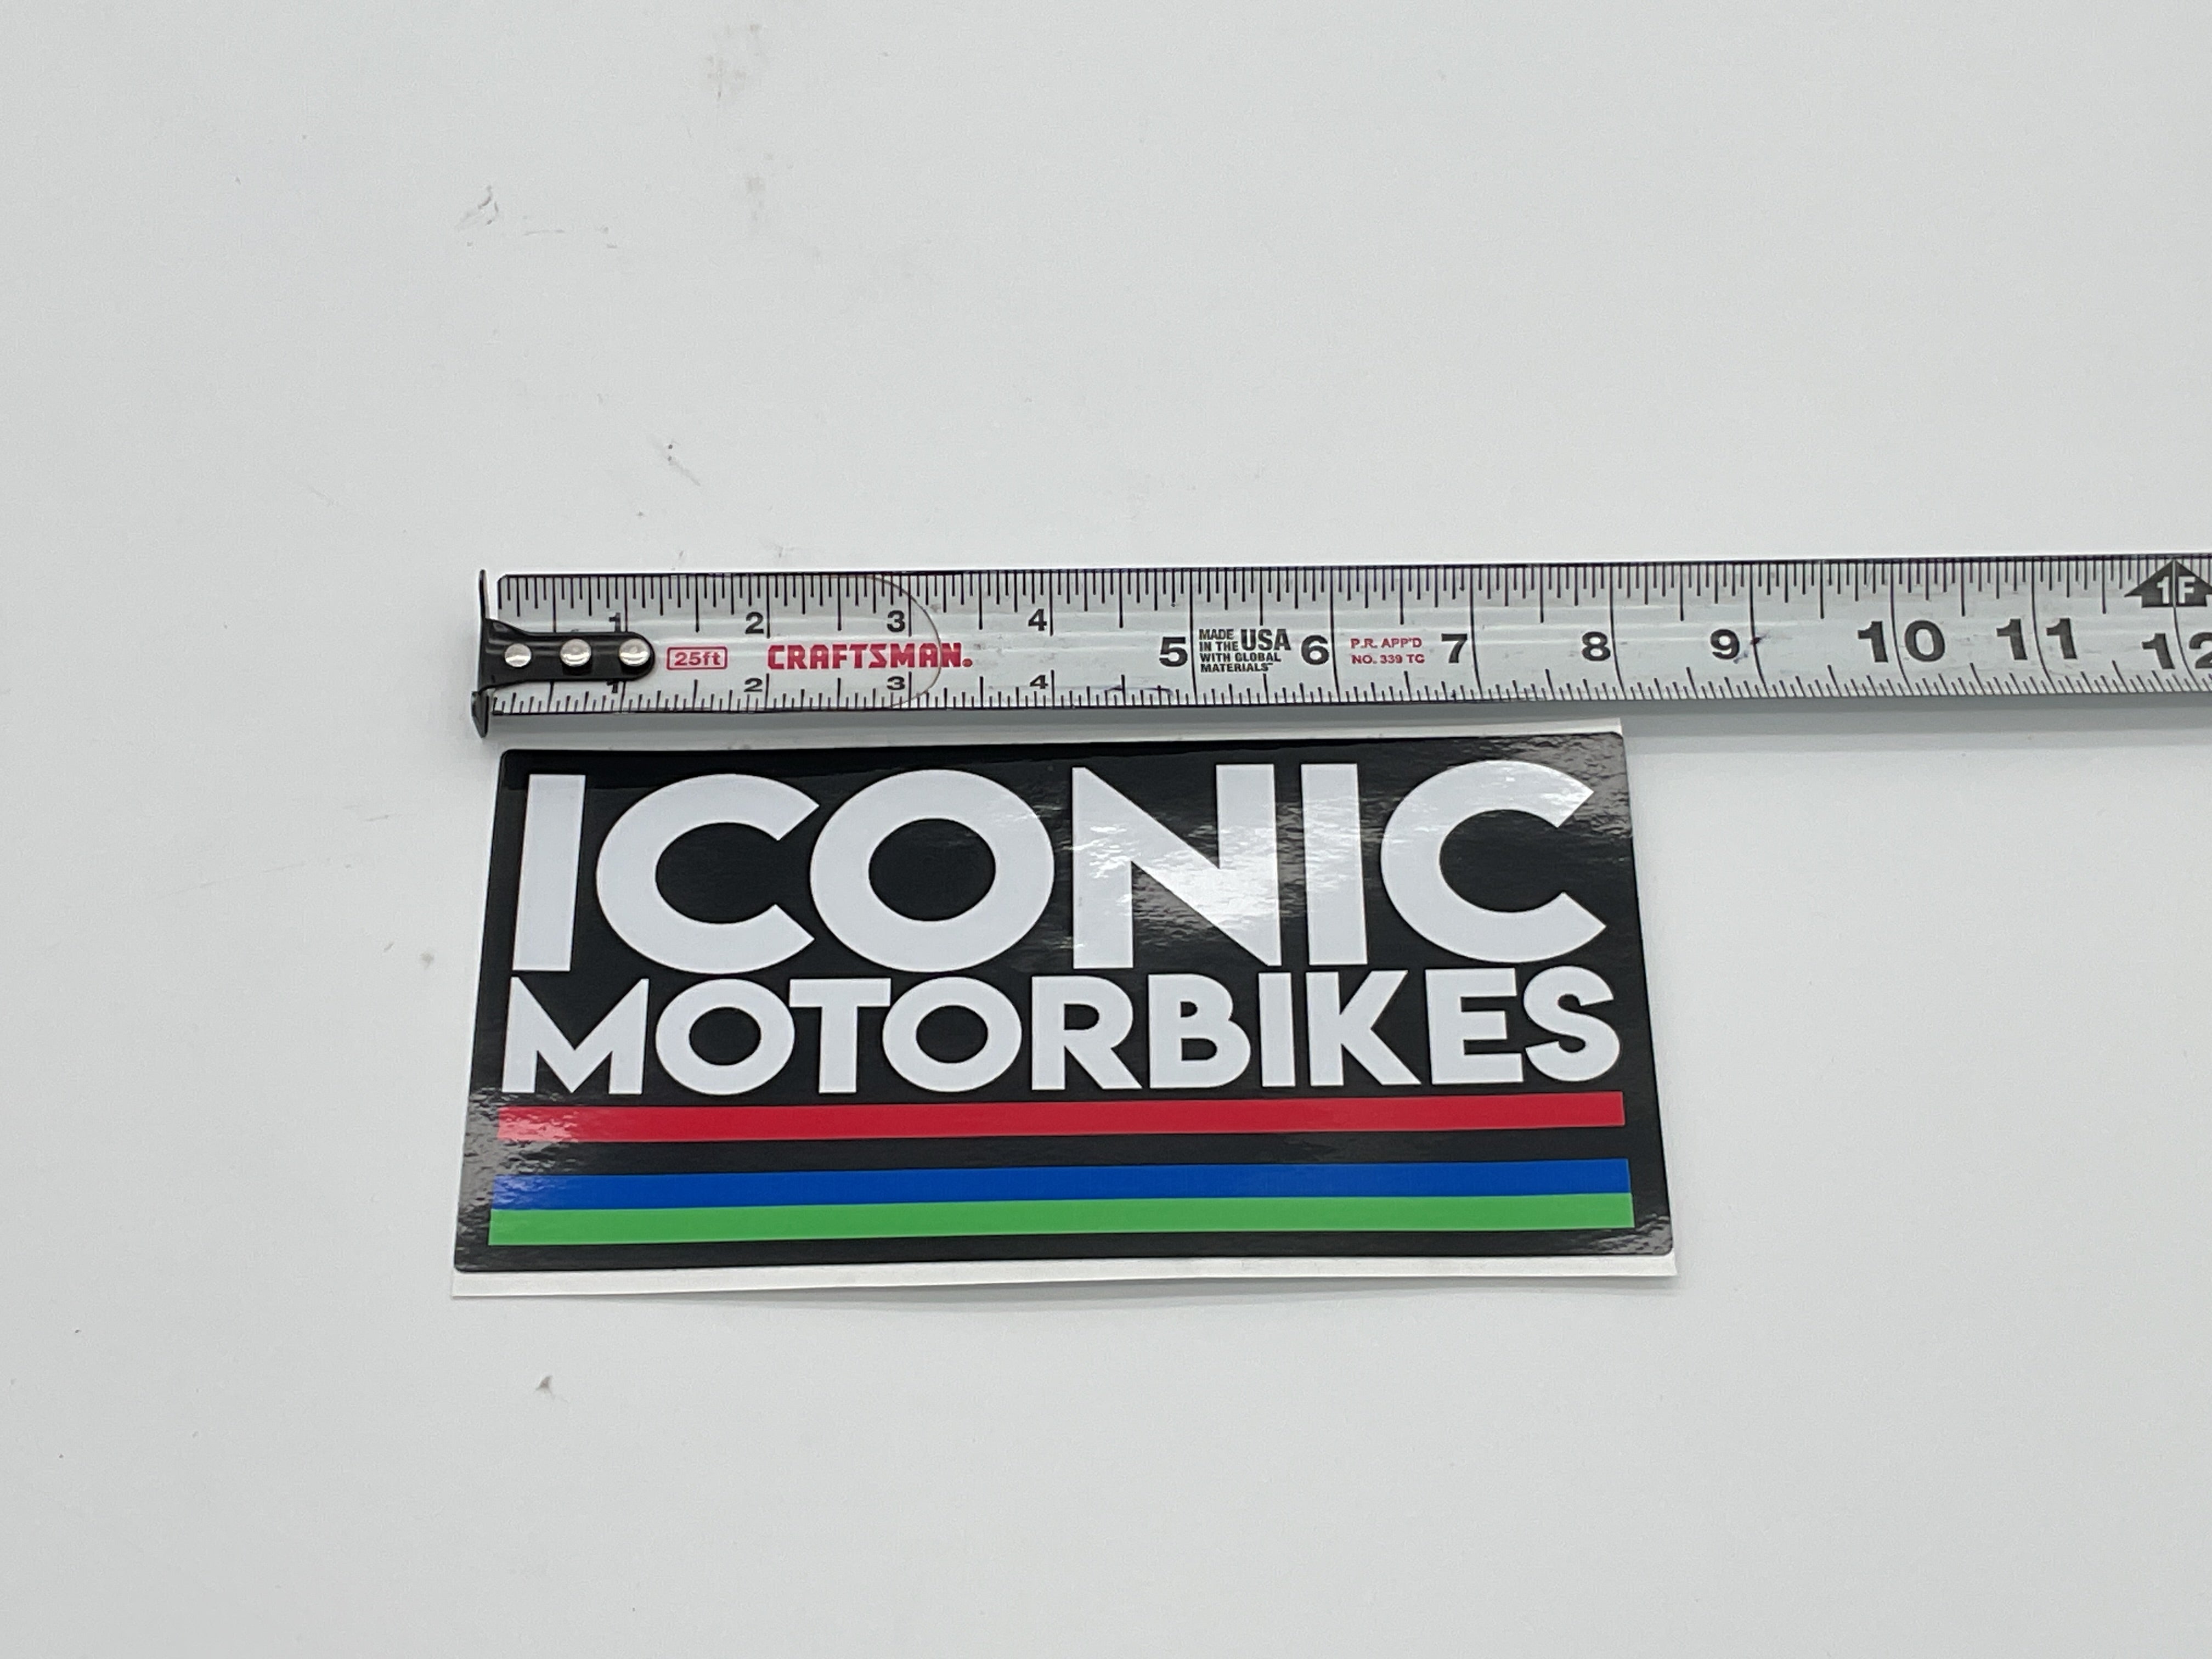 1 2 3 4 5 6 7 8 9 10 11 12
1F
25ft CRAFTSMAN®
MADE IN THE USA
WITH GLOBAL
MATERIALS™
P.R. APP'D
NO. 339 TC
1 2 3 4
ICONIC
MOTORBIKES